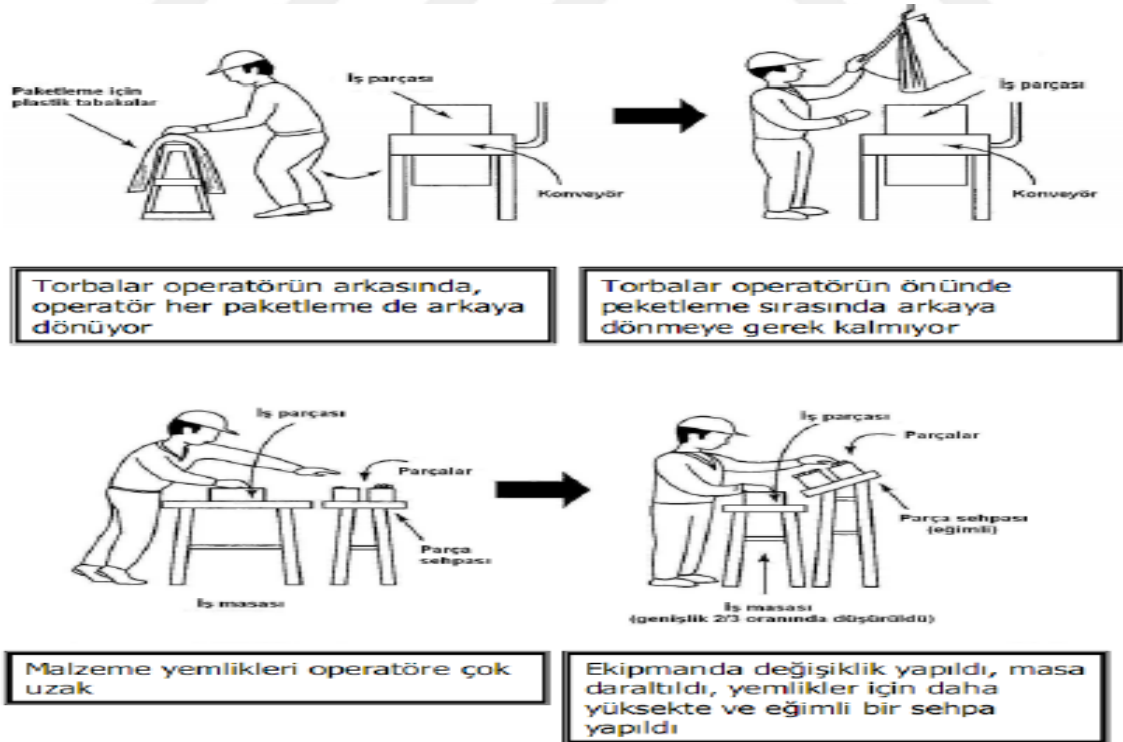 Paketleme için
plastik tabakalar
İş parçası
Konveyör
İş parçası
Konveyör
Torbalar operatörün arkasında,
operatör her paketleme de arkaya
dönüyor
Torbalar operatörün önünde
peketleme sırasında arkaya
dönmeye gerek kalmıyor
İş parçası
Parçalar
Parça
sehpası
İş masası
İş parçası
Parçalar
Parça sehpası
(eğimli)
İş masası
(genişlik 2/3 oranında düşürüldü)
Malzeme yemlikleri operatöre çok
uzak
Ekipmanda değişiklik yapıldı, masa
daraltıldı, yemlikler için daha
yüksekte ve eğimli bir sehpa
yapıldı